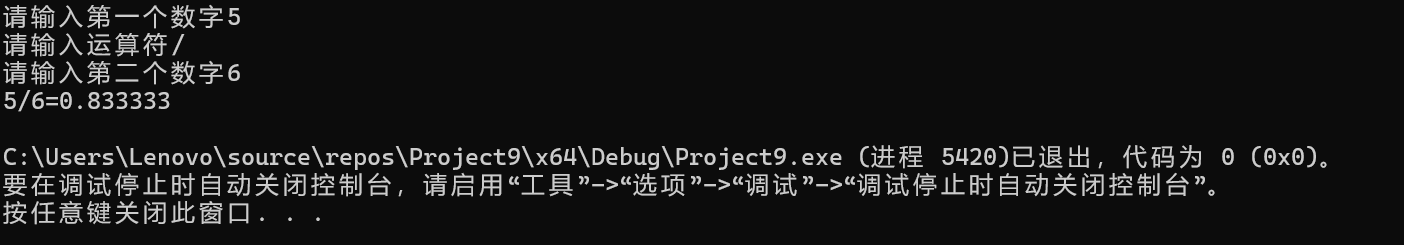 请输入第一个数字5
请输入运算符/
请输入第二个数字6
5/6=0.833333
C:\Users\Lenovo\source\repos\Project9\x64\Debug\Project9.exe (进程 5420)已退出，代码为 0 (0x0)。
要在调试停止时自动关闭控制台，请启用“工具”->“选项”->“调试”->“调试停止时自动关闭控制台”。
按任意键关闭此窗口. . .